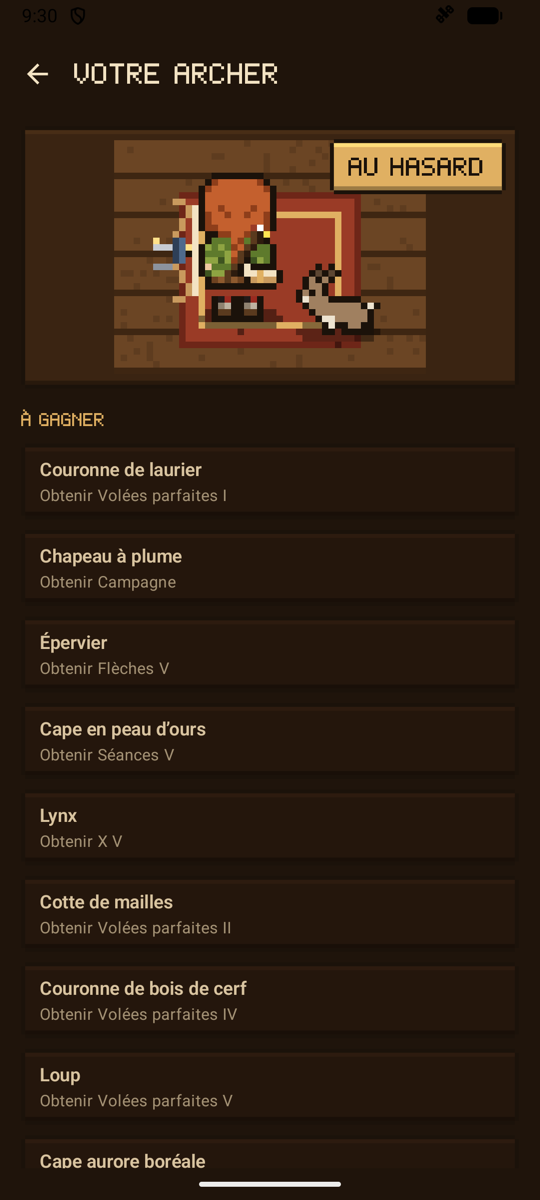 9:30
VOTRE ARCHER
AU HASARD
À GAGNER
Couronne de laurier
Obtenir Volées parfaites I
Chapeau à plume
Obtenir Campagne
Épervier
Obtenir Flèches V
Cape en peau d’ours
Obtenir Séances V
Lynx
Obtenir X V
Cotte de mailles
Obtenir Volées parfaites II
Couronne de bois de cerf
Obtenir Volées parfaites IV
Loup
Obtenir Volées parfaites V
Cape aurore boréale